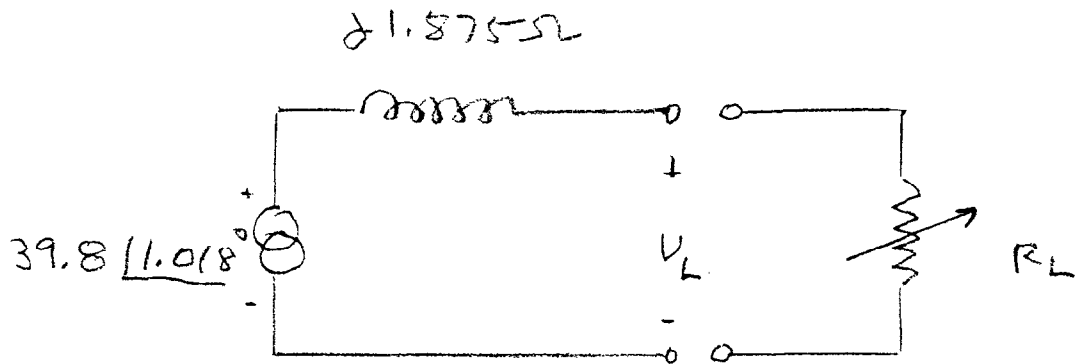 j1.875Ω
+
39.8 ∠1.018°
-
+
V_L
-
R_L